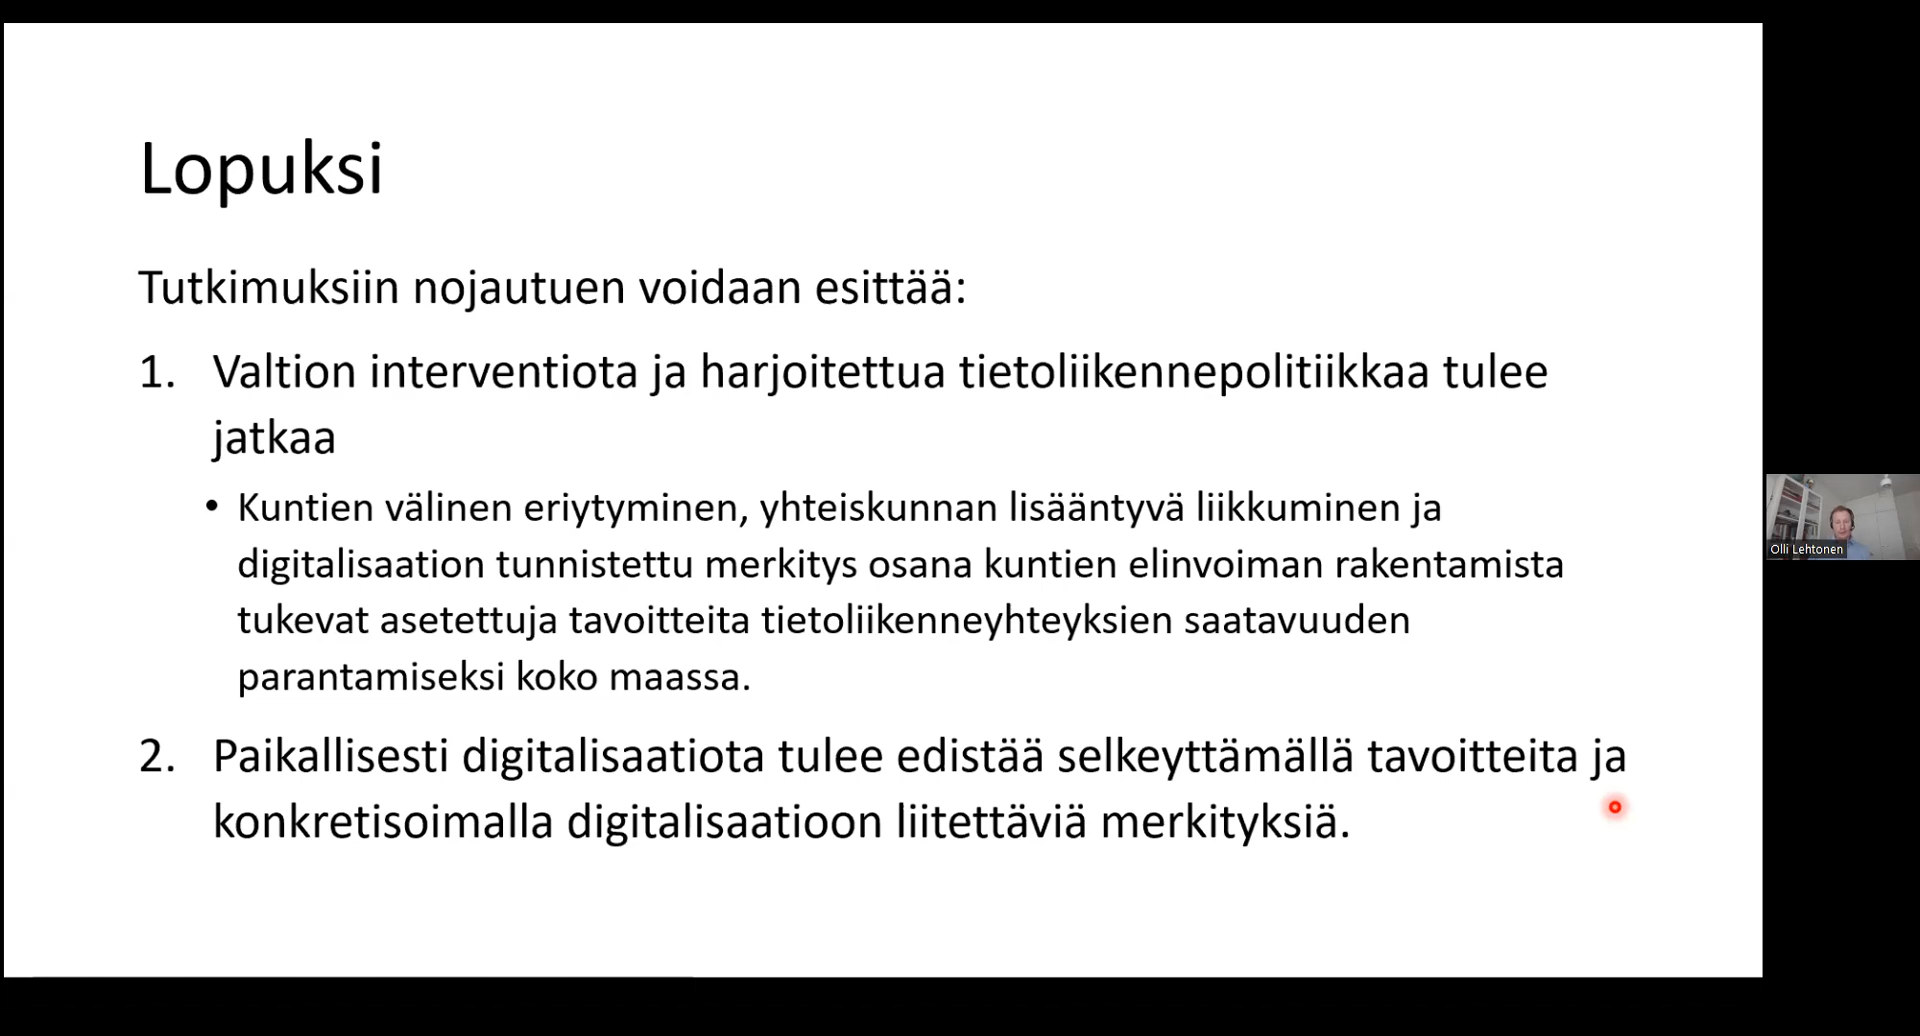 Lopuksi
Tutkimuksiin nojautuen voidaan esittää:
1. Valtion interventiota ja harjoitettua tietoliikennepolitiikkaa tulee
jatkaa
• Kuntien välinen eriytyminen, yhteiskunnan lisääntyvä liikkuminen ja
digitalisaation tunnistettu merkitys osana kuntien elinvoiman rakentamista
tukevat asetettuja tavoitteita tietoliikenneyhteyksien saatavuuden
parantamiseksi koko maassa.
2. Paikallisesti digitalisaatiota tulee edistää selkeyttämällä tavoitteita ja
konkretisoimalla digitalisaatioon liitettäviä merkityksiä.
Olli Lehtonen